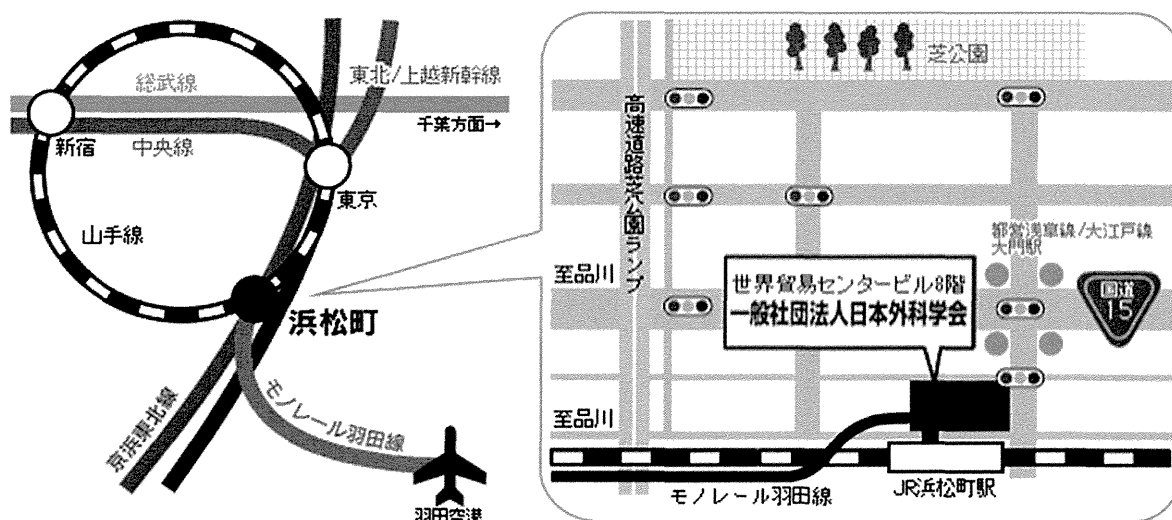 総武線
東北/上越新幹線
千葉方面→
新宿
中央線
東京
山手線
浜松町
京浜東北線
モノレール羽田線
羽田空港
芝公園
高速道路芝公園ランプ
都営浅草線/大江戸線
大門駅
至品川
世界貿易センタービル8階
一般社団法人日本外科学会
国道
15
至品川
モノレール羽田線
JR浜松町駅